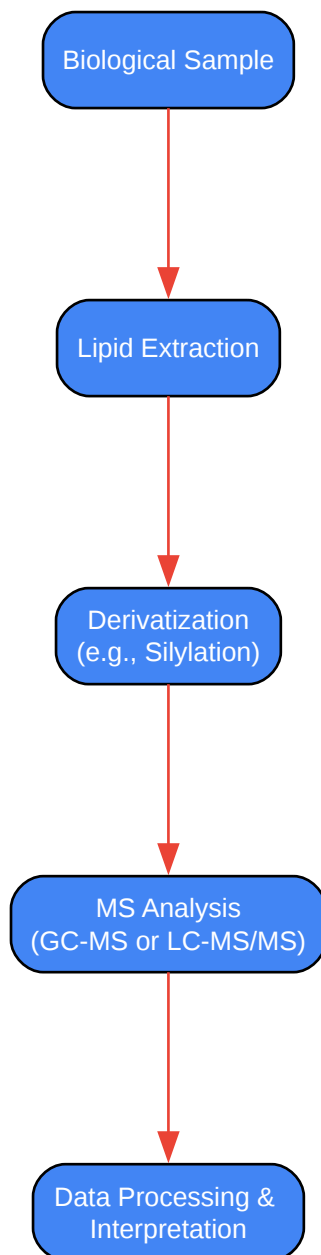 Biological Sample
Lipid Extraction
Derivatization
(e.g., Silylation)
MS Analysis
(GC-MS or LC-MS/MS)
Data Processing &
Interpretation